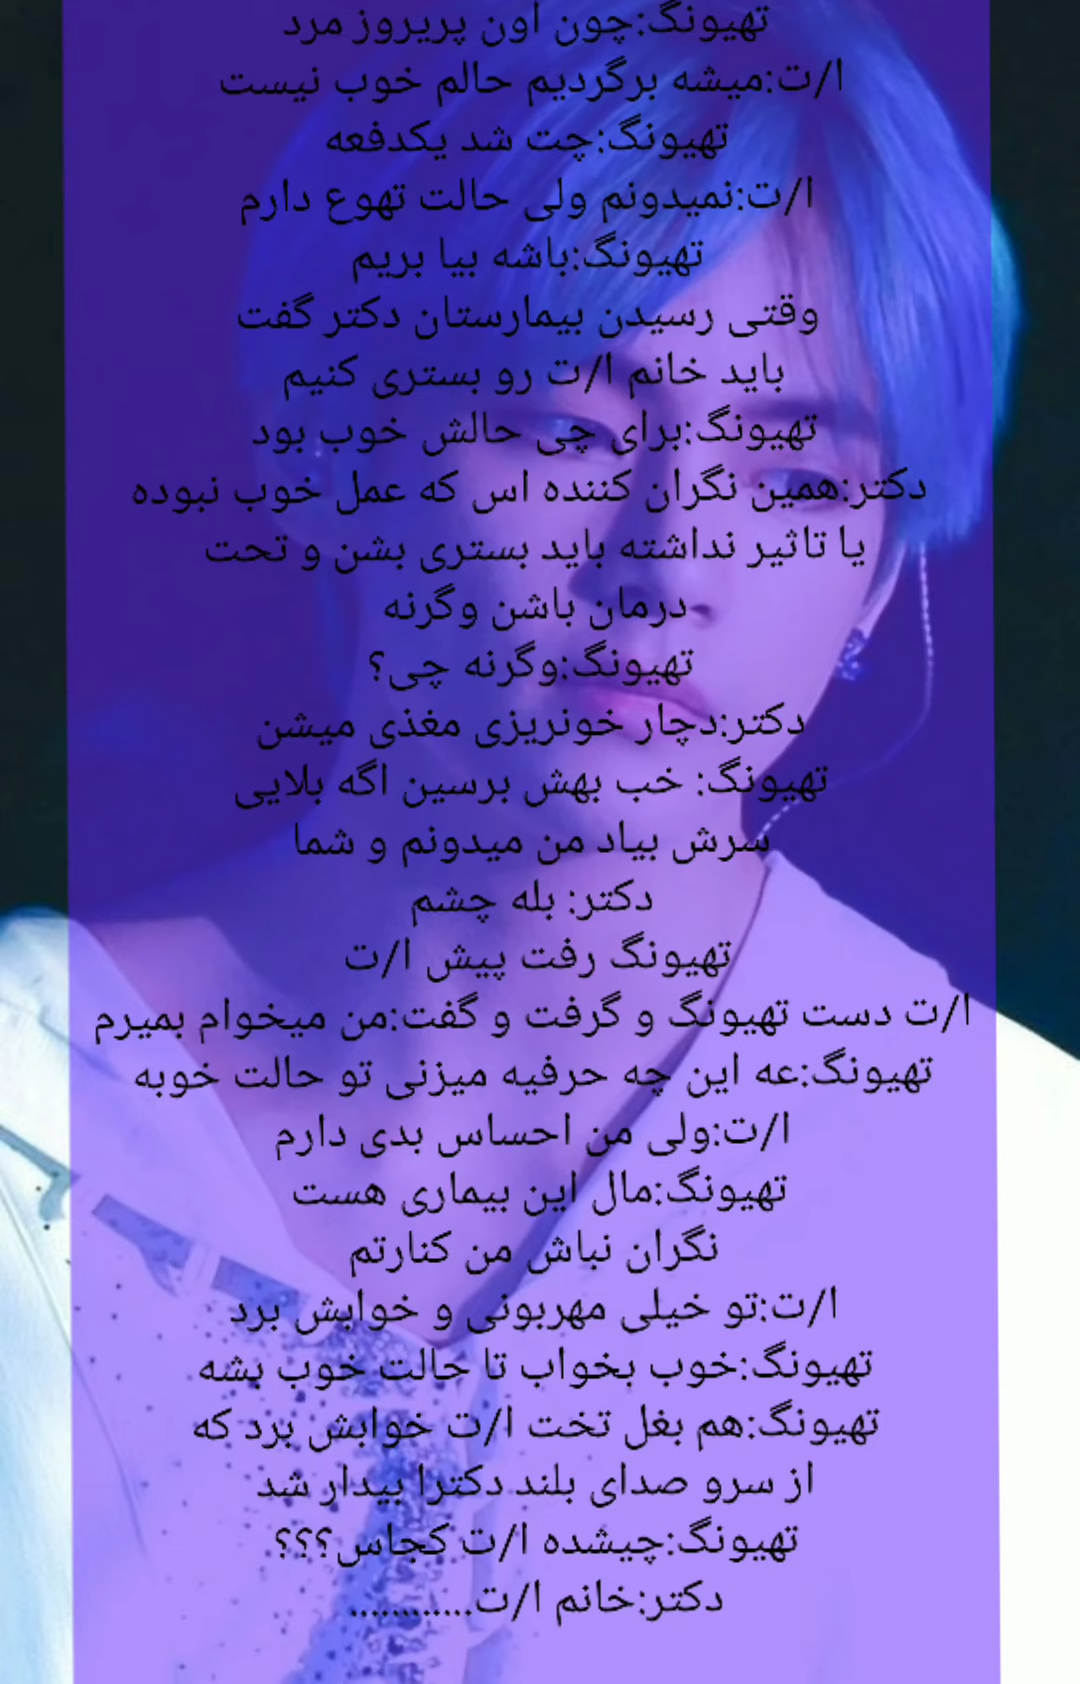 تهیونگ:چون اون پریروز مرد
ا/ت:میشه برگردیم حالم خوب نیست
تهیونگ:چت شد یکدفعه
ا/ت:نمیدونم ولی حالت تهوع دارم
تهیونگ:باشه بیا بریم
وقتی رسیدن بیمارستان دکتر گفت
باید خانم ا/ت رو بستری کنیم
تهیونگ:برای چی حالش خوب بود
دکتر:همین نگران کننده اس که عمل خوب نبوده
یا تاثیر نداشته باید بستری بشن و تحت
درمان باشن وگرنه
تهیونگ:وگرنه چی؟
دکتر:دچار خونریزی مغذی میشن
تهیونگ: خب بهش برسین اگه بلایی
سرش بیاد من میدونم و شما
دکتر: بله چشم
تهیونگ رفت پیش ا/ت
ا/ت دست تهیونگ و گرفت و گفت:من میخوام بمیرم
تهیونگ:عه این چه حرفیه میزنی تو حالت خوبه
ا/ت:ولی من احساس بدی دارم
تهیونگ:مال این بیماری هست
نگران نباش من کنارتم
ا/ت:تو خیلی مهربونی و خوابش برد
تهیونگ:خوب بخواب تا حالت خوب بشه
تهیونگ:هم بغل تخت ا/ت خوابش برد که
از سرو صدای بلند دکترا بیدار شد
تهیونگ:چیشده ا/ت کجاس؟؟؟
دکتر:خانم ا/ت............